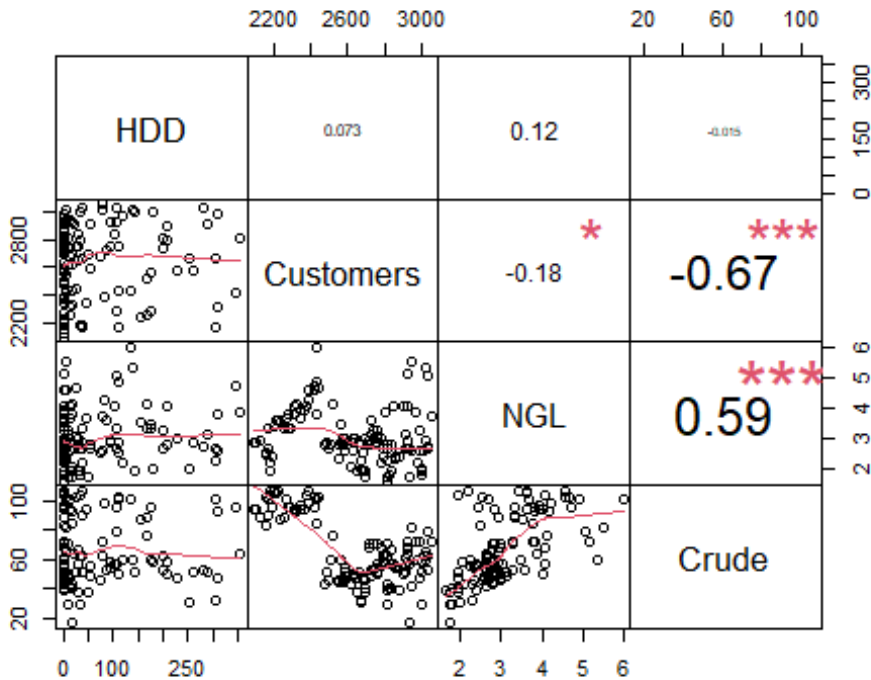 2200 2600 3000 20 60 100
HDD 0.073 0.12 -0.015
0 150 300
Customers -0.18 * -0.67 ***
2200 2800
NGL 0.59 ***
2 3 4 5 6
Crude
20 60 100
0 100 250 2 3 4 5 6